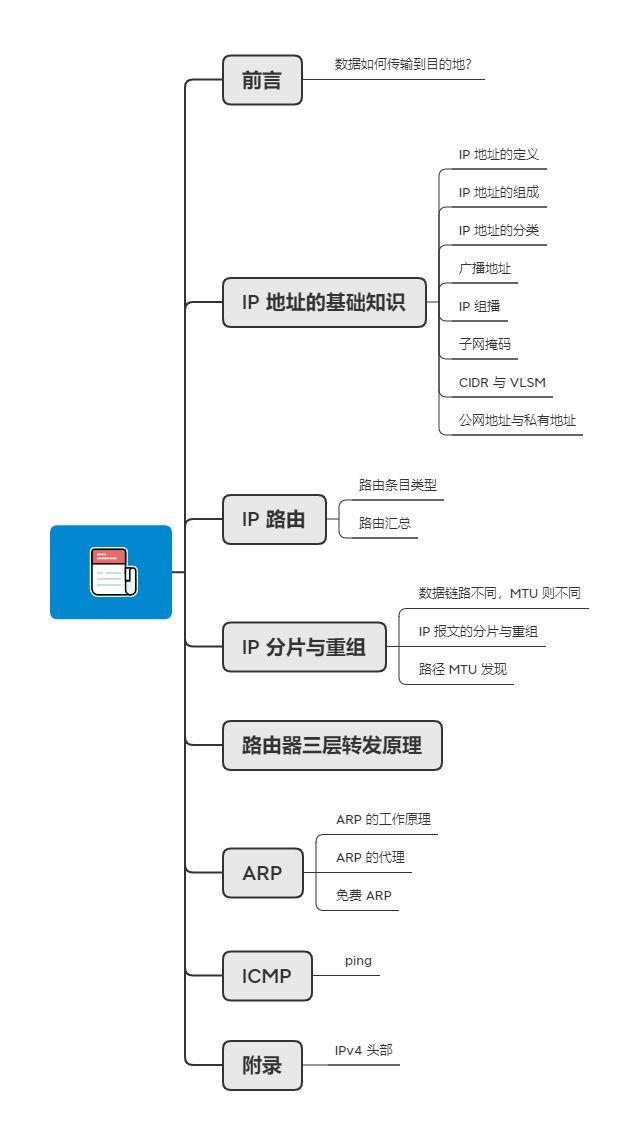 前言
数据如何传输到目的地?
IP 地址的基础知识
IP 地址的定义
IP 地址的组成
IP 地址的分类
广播地址
IP 组播
子网掩码
CIDR 与 VLSM
公网地址与私有地址
IP 路由
路由条目类型
路由汇总
IP 分片与重组
数据链路不同，MTU 则不同
IP 报文的分片与重组
路径 MTU 发现
路由器三层转发原理
ARP
ARP 的工作原理
ARP 的代理
免费 ARP
ICMP
ping
附录
IPv4 头部